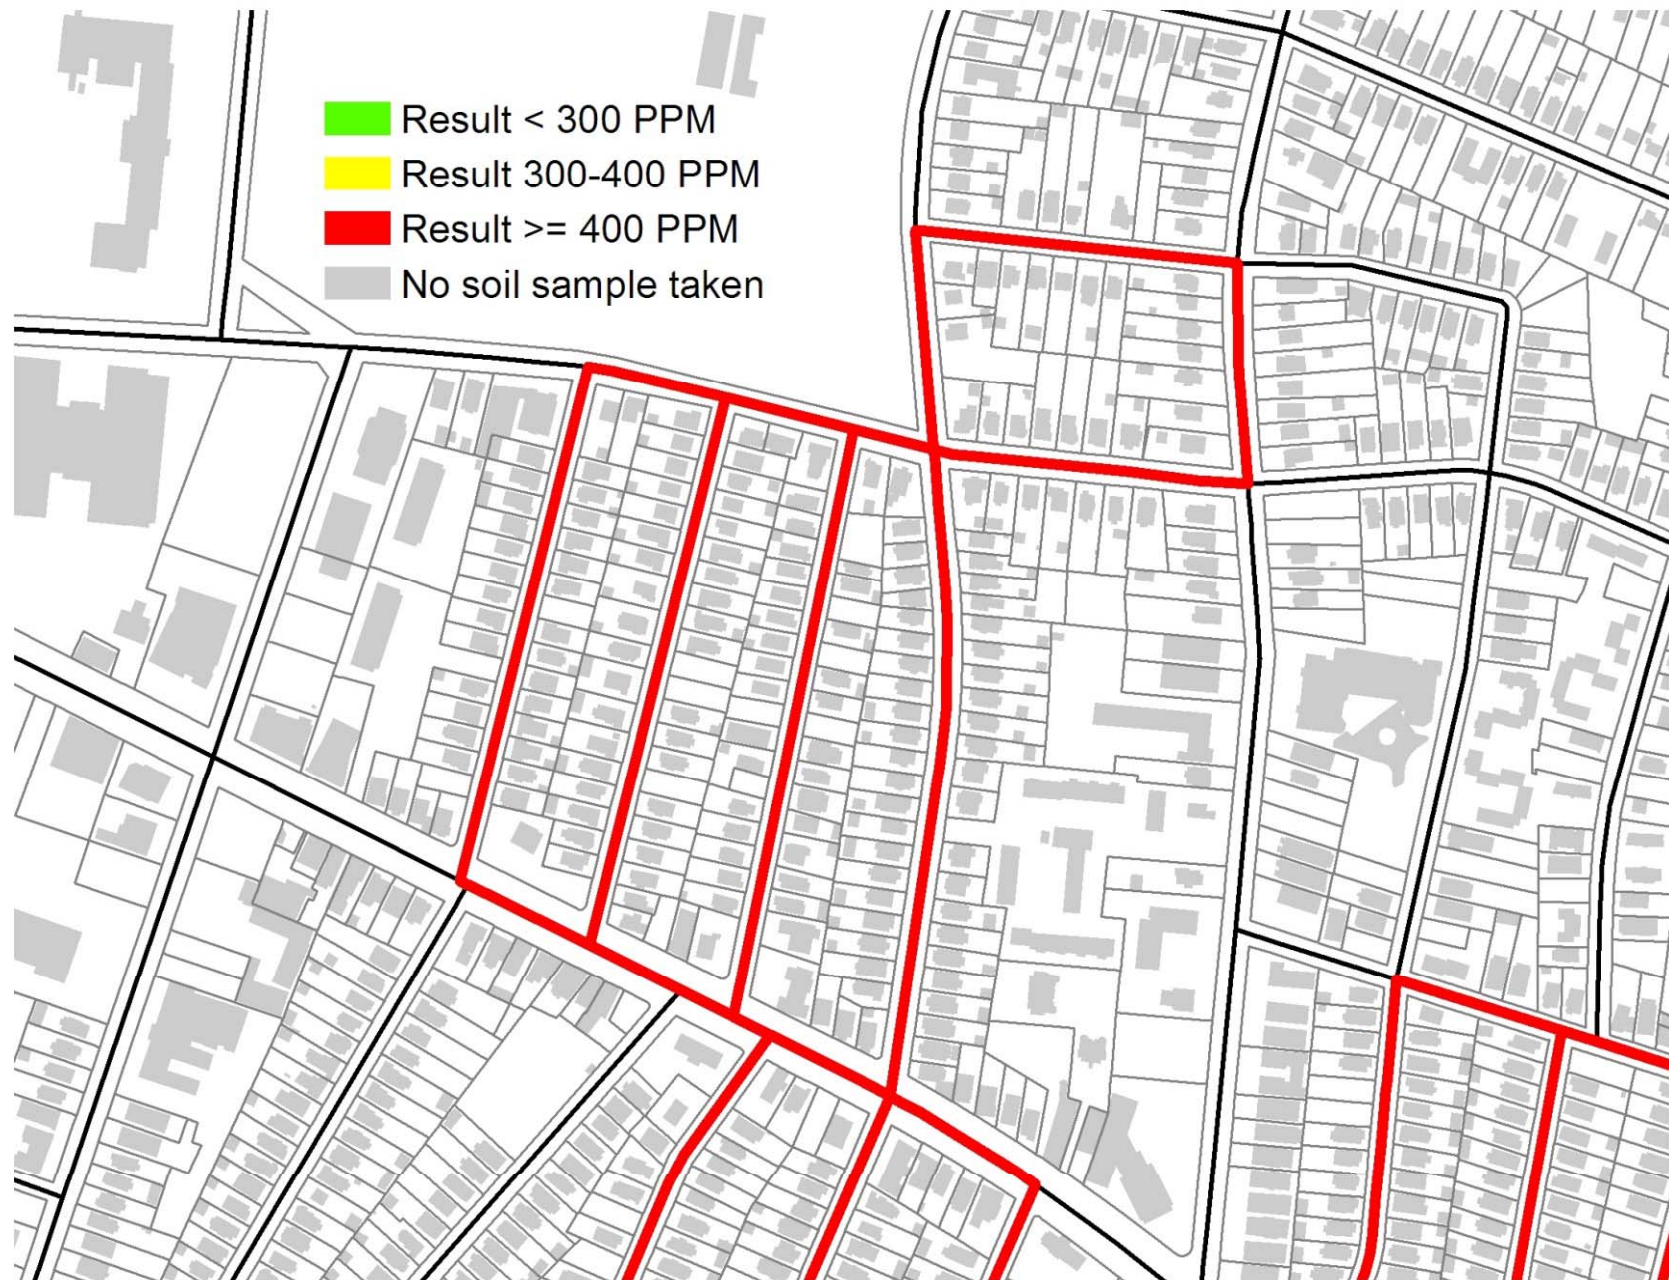 Result < 300 PPM
Result 300-400 PPM
Result >= 400 PPM
No soil sample taken